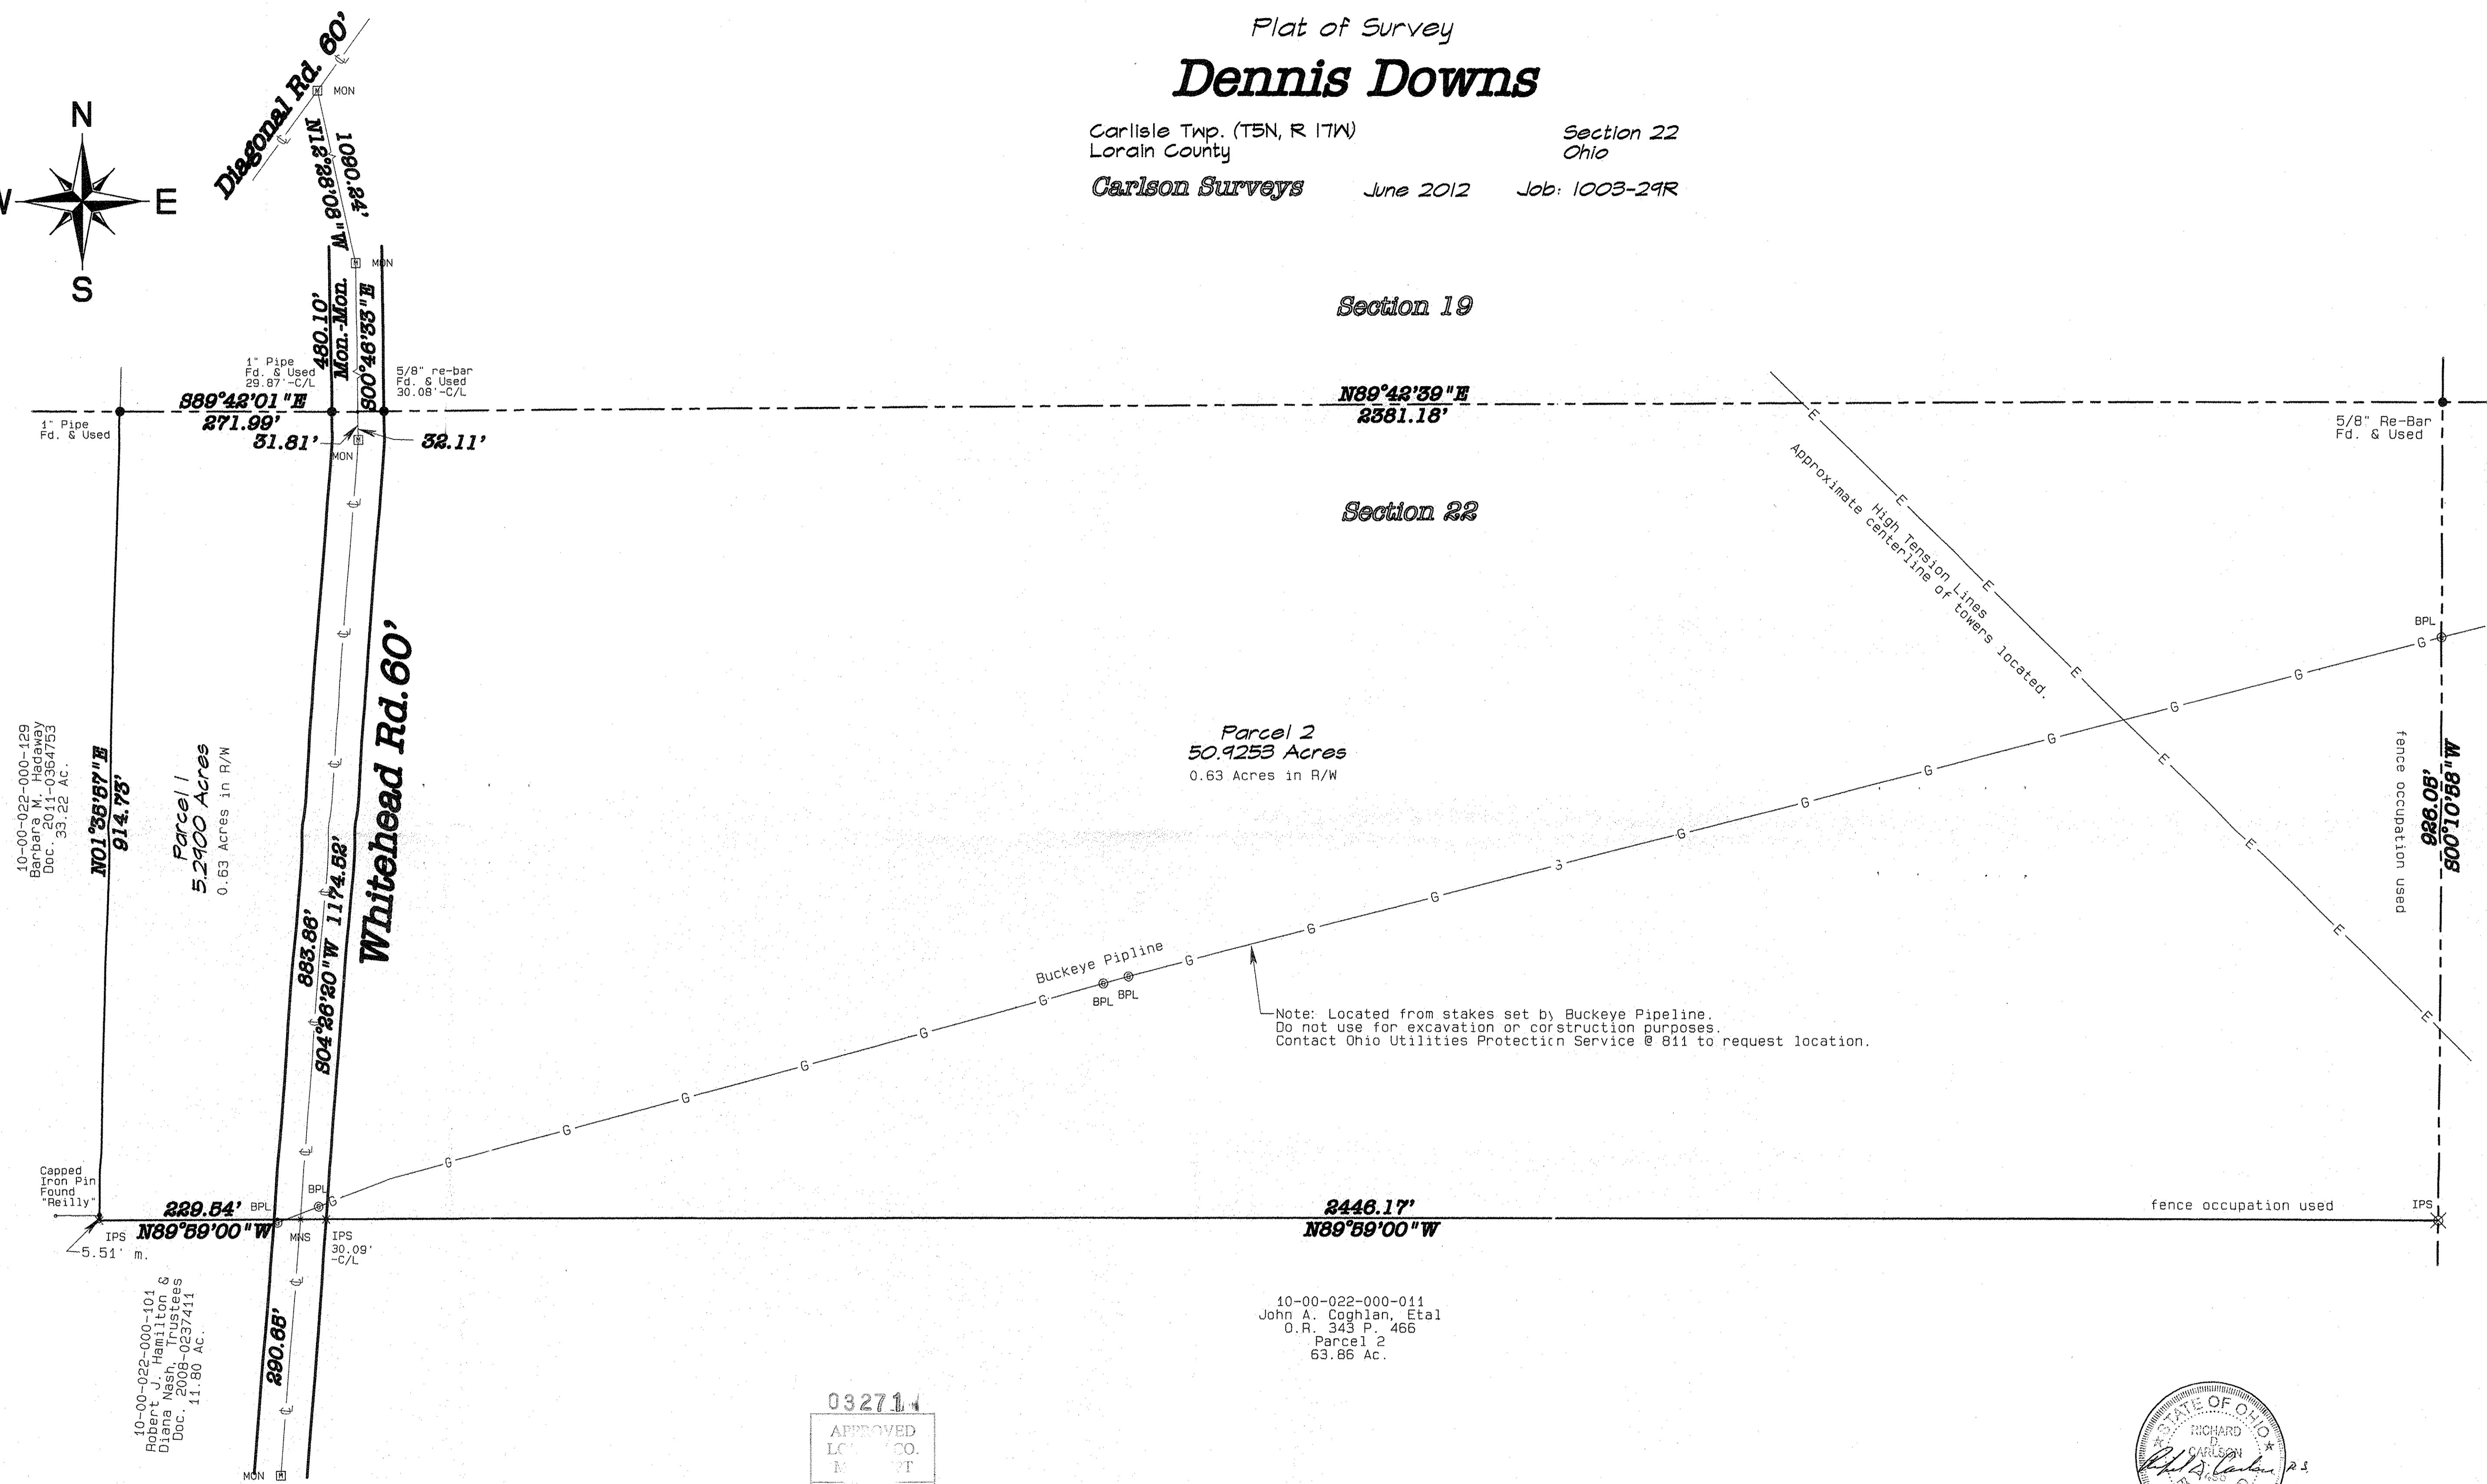 Plat of Survey
Dennis Downs
Carlisle Twp. (T5N, R 17W)
Section 22
Lorain County
Ohio
Carlson Surveys
June 2012
Job: 1003-29R
N
W
E
S
Diagonal Rd. 60'
MON
1090.24'
N12°28'08"W
MON
480.10'
Mon.-Mon.
S00°46'33"E
Section 19
1" Pipe
Fd. & Used
29.87'-C/L
5/8" re-bar
Fd. & Used
30.08'-C/L
S89°42'01"E
271.99'
1" Pipe
Fd. & Used
31.81'
32.11'
MON
N89°42'39"E
2381.18'
5/8" Re-Bar
Fd. & Used
Section 22
High Tension Lines
Approximate centerline of towers located.
BPL
10-00-022-000-129
Barbara M. Hadaway
Doc. 2011-0364753
33.22 Ac.
N01°35'57"E
914.73'
Parcel 1
5.2900 Acres
0.63 Acres in R/W
Whitehead Rd. 60'
883.86'
S04°26'20"W 1174.52'
Parcel 2
50.9253 Acres
0.63 Acres in R/W
fence occupation used
926.05'
S00°10'58"W
Buckeye Pipline
BPL
BPL
Note: Located from stakes set by Buckeye Pipeline.
Do not use for excavation or construction purposes.
Contact Ohio Utilities Protection Service @ 811 to request location.
Capped
Iron Pin
Found
"Reilly"
229.54'
BPL
BPL
N89°59'00"W
IPS
5.51' m.
MNS
IPS
30.09'
-C/L
2446.17'
N89°59'00"W
fence occupation used
IPS
10-00-022-000-101
Robert J. Hamilton &
Diana Nash, Trustees
Doc. 2008-0237411
11.80 Ac.
290.65'
MON
10-00-022-000-011
John A. Coghlan, Etal
O.R. 343 P. 466
Parcel 2
63.86 Ac.
03271
APPROVED
CO.
STATE OF OHIO
RICHARD
D.
CARLSON